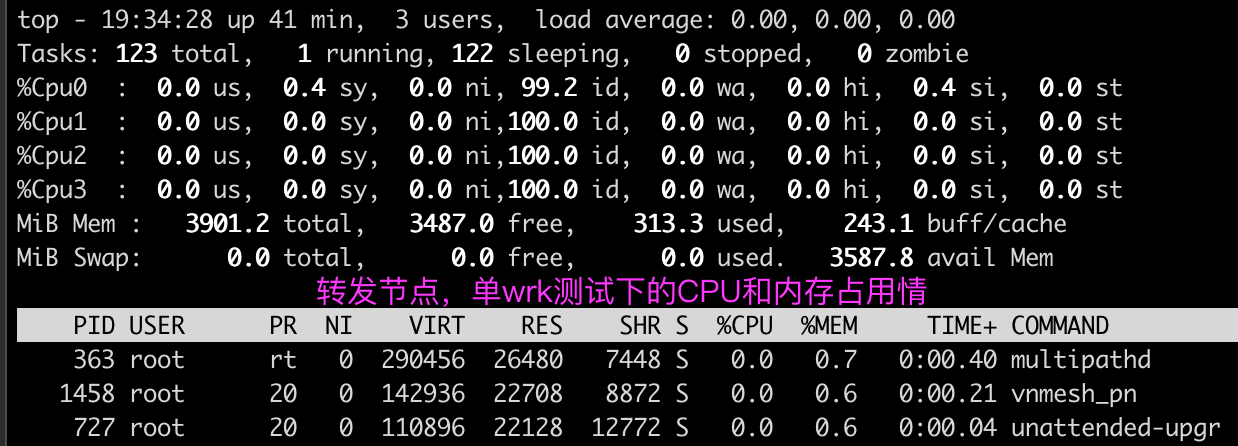 top - 19:34:28 up 41 min,  3 users,  load average: 0.00, 0.00, 0.00
Tasks: 123 total,   1 running, 122 sleeping,   0 stopped,   0 zombie
%Cpu0  :  0.0 us,  0.4 sy,  0.0 ni, 99.2 id,  0.0 wa,  0.0 hi,  0.4 si,  0.0 st
%Cpu1  :  0.0 us,  0.0 sy,  0.0 ni,100.0 id,  0.0 wa,  0.0 hi,  0.0 si,  0.0 st
%Cpu2  :  0.0 us,  0.0 sy,  0.0 ni,100.0 id,  0.0 wa,  0.0 hi,  0.0 si,  0.0 st
%Cpu3  :  0.0 us,  0.0 sy,  0.0 ni,100.0 id,  0.0 wa,  0.0 hi,  0.0 si,  0.0 st
MiB Mem :   3901.2 total,   3487.0 free,    313.3 used,    243.1 buff/cache
MiB Swap:      0.0 total,      0.0 free,      0.0 used.   3587.8 avail Mem
转发节点，单wrk测试下的CPU和内存占用情
    PID USER      PR  NI    VIRT    RES    SHR S  %CPU  %MEM     TIME+ COMMAND
    363 root      rt   0  290456  26480   7448 S   0.0   0.7   0:00.40 multipathd
   1458 root      20   0  142936  22708   8872 S   0.0   0.6   0:00.21 vnmesh_pn
    727 root      20   0  110896  22128  12772 S   0.0   0.6   0:00.04 unattended-upgr